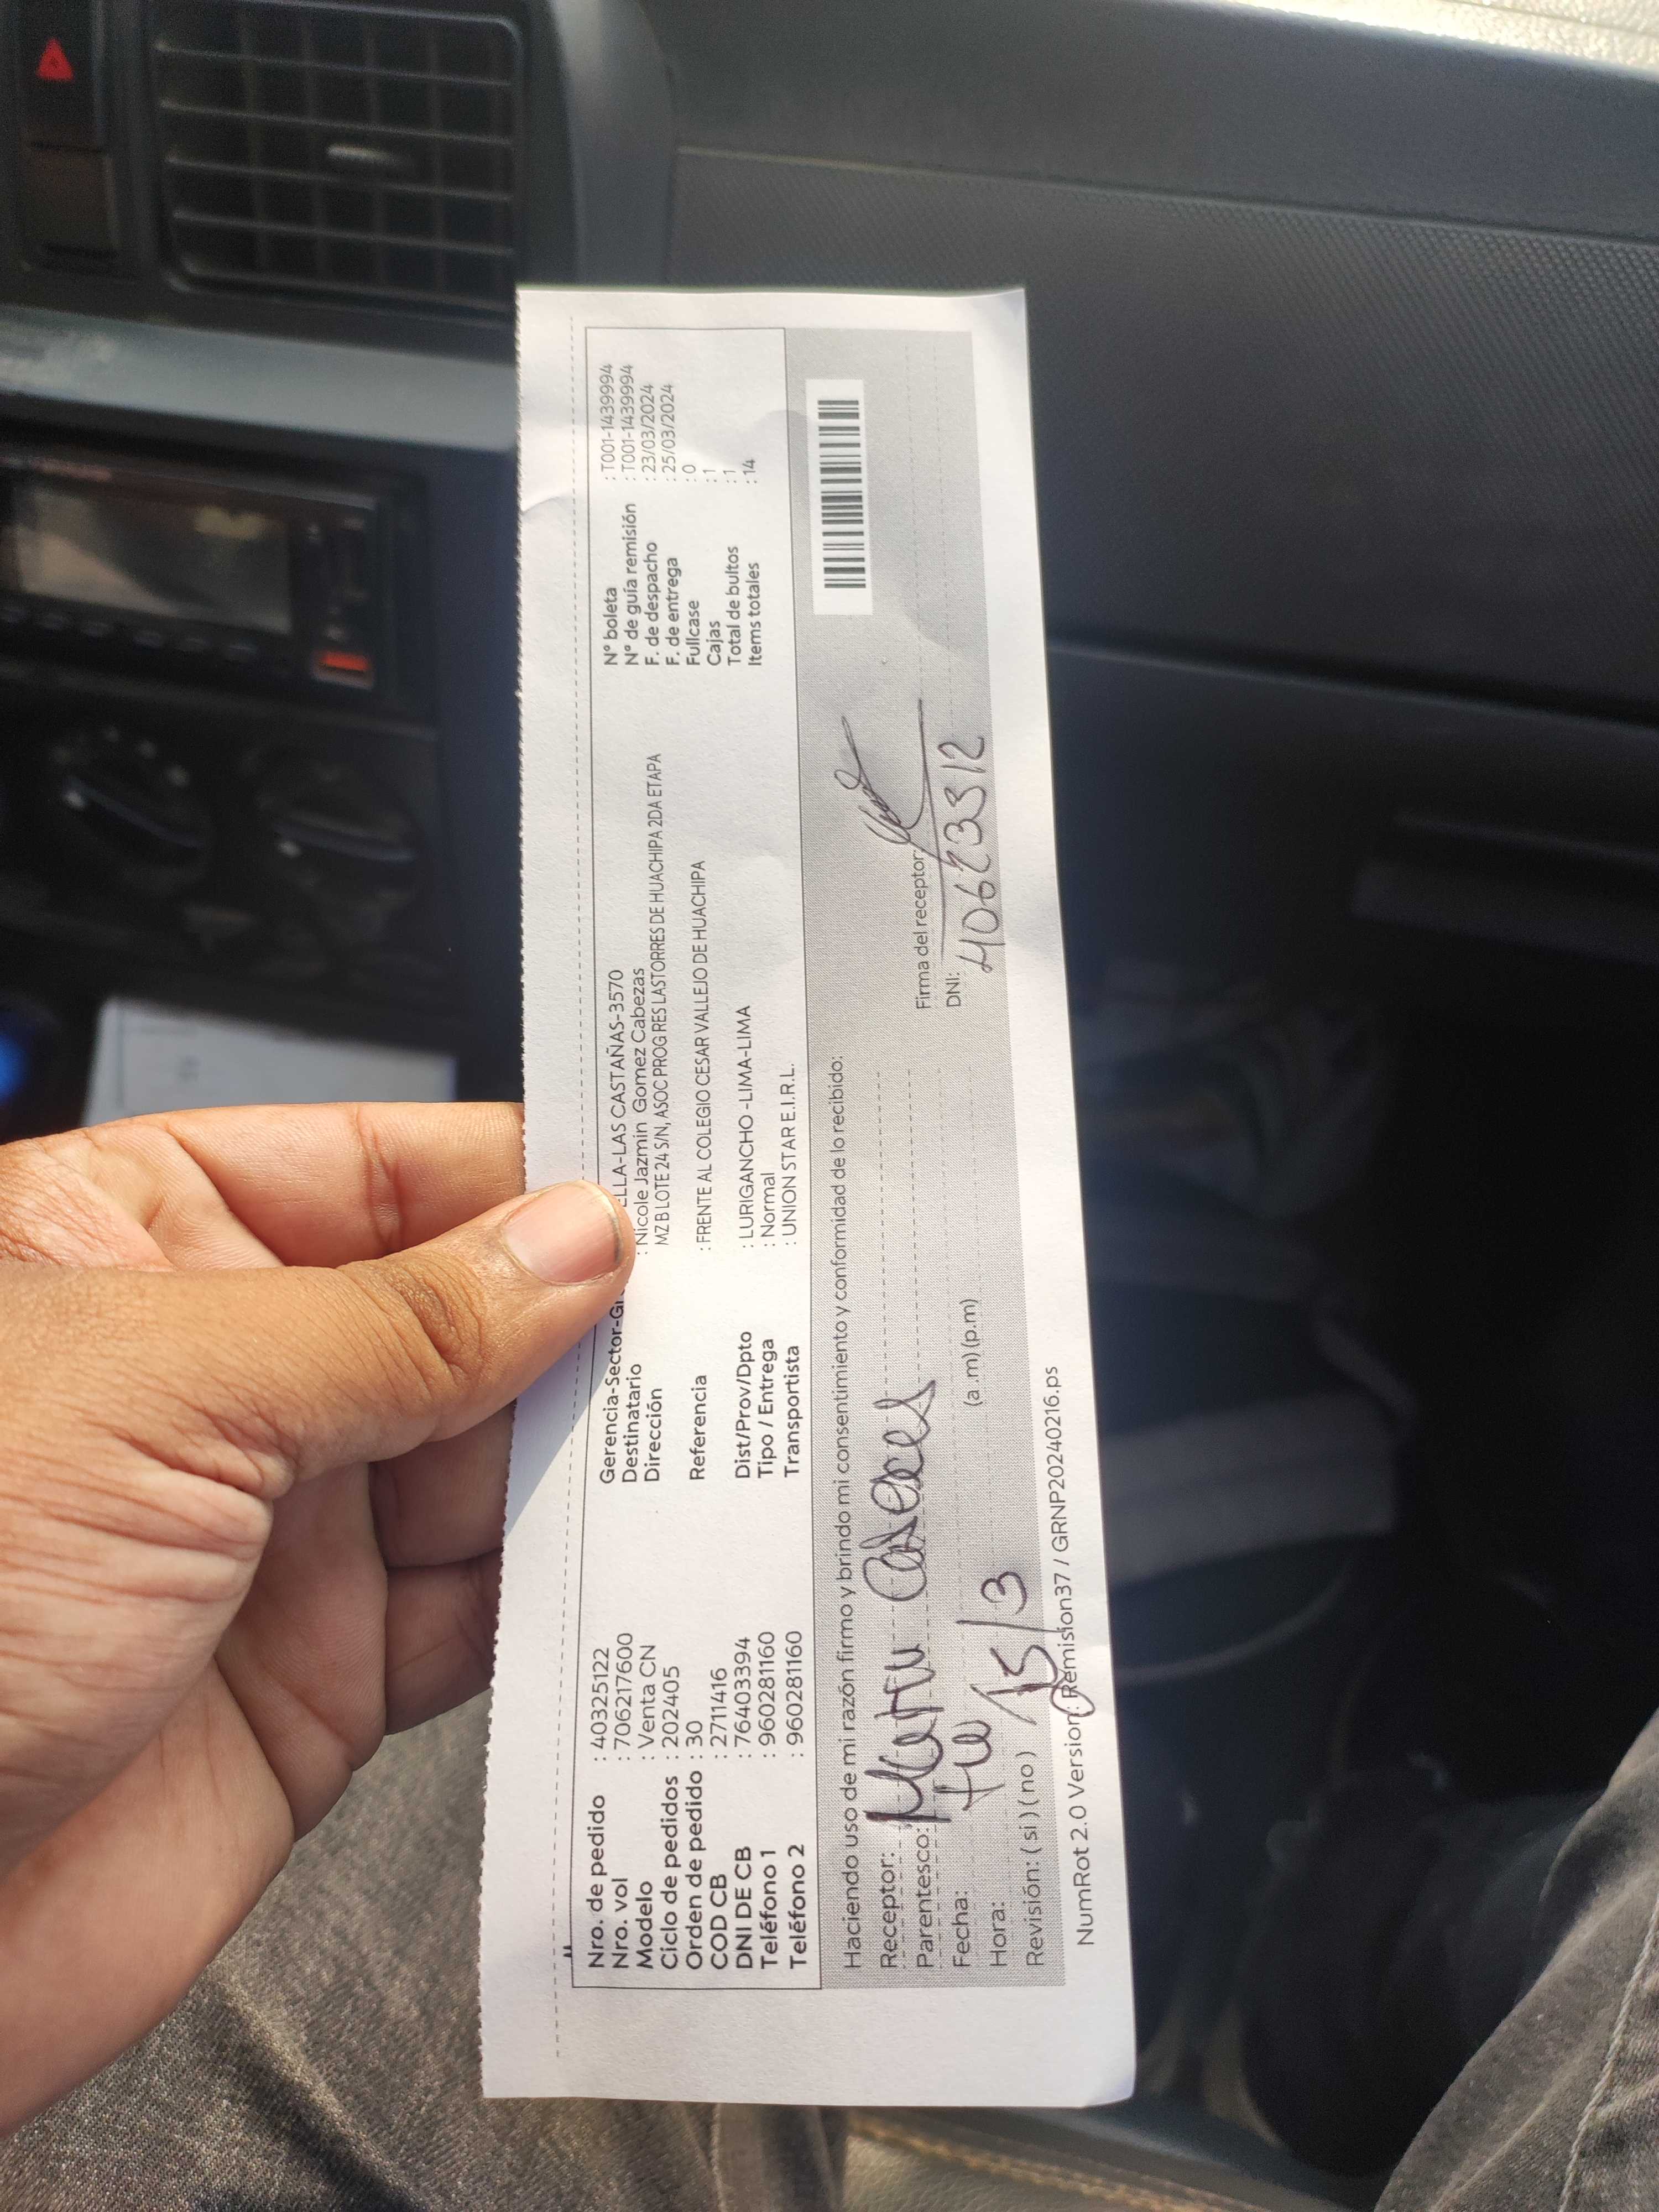 Nro. de pedido : 40325122
Nro. vol : 706217600
Modelo : Venta CN
Ciclo de pedidos : 202405
Orden de pedido : 30
COD CB : 2711416
DNI DE CB : 76403394
Teléfono 1 : 960281160
Teléfono 2 : 960281160
Gerencia-Sector-Gr ELLA-LAS CASTAÑAS-3570
Destinatario : Nicole Jazmin Gomez Cabezas
Dirección MZ B LOTE 24 S/N, ASOC PROG RES LAS TORRES DE HUACHIPA 2DA ETAPA
Referencia : FRENTE AL COLEGIO CESAR VALLEJO DE HUACHIPA
Dist/Prov/Dpto : LURIGANCHO -LIMA-LIMA
Tipo / Entrega : Normal
Transportista : UNION STAR E.I.R.L.
N° boleta : T001-1439994
N° de guía remisión : T001-1439994
F. de despacho : 23/03/2024
F. de entrega : 25/03/2024
Fullcase : 0
Cajas : 1
Total de bultos : 1
Items totales : 14
Haciendo uso de mi razón firmo y brindo mi consentimiento y conformidad de lo recibido:
Receptor:
Parentesco:
Fecha:
Hora: (a .m) (p.m)
Revisión: ( si ) ( no )
Firma del receptor:
DNI: 40623312
NumRot 2.0 Version: Remision37 / GRNP20240216.ps